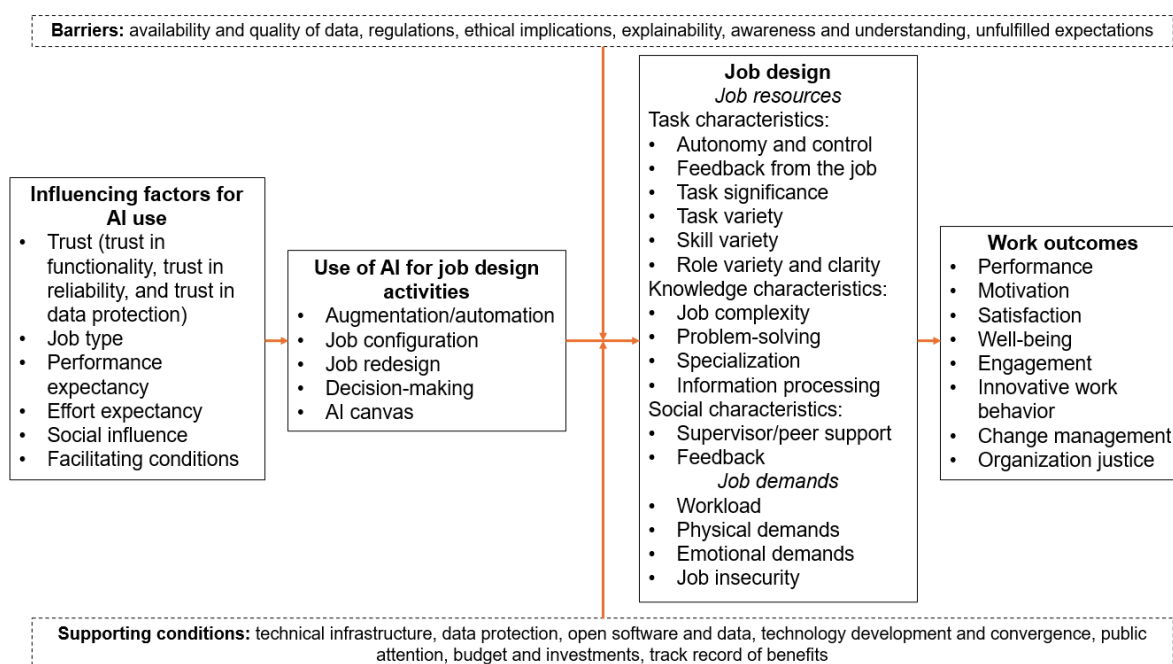 Barriers: availability and quality of data, regulations, ethical implications, explainability, awareness and understanding, unfulfilled expectations
Influencing factors for
AI use
• Trust (trust in
functionality, trust in
reliability, and trust in
data protection)
• Job type
• Performance
expectancy
• Effort expectancy
• Social influence
• Facilitating conditions
Use of AI for job design
activities
• Augmentation/automation
• Job configuration
• Job redesign
• Decision-making
• AI canvas
Job design
Job resources
Task characteristics:
• Autonomy and control
• Feedback from the job
• Task significance
• Task variety
• Skill variety
• Role variety and clarity
Knowledge characteristics:
• Job complexity
• Problem-solving
• Specialization
• Information processing
Social characteristics:
• Supervisor/peer support
• Feedback
Job demands
• Workload
• Physical demands
• Emotional demands
• Job insecurity
Work outcomes
• Performance
• Motivation
• Satisfaction
• Well-being
• Engagement
• Innovative work
behavior
• Change management
• Organization justice
Supporting conditions: technical infrastructure, data protection, open software and data, technology development and convergence, public
attention, budget and investments, track record of benefits